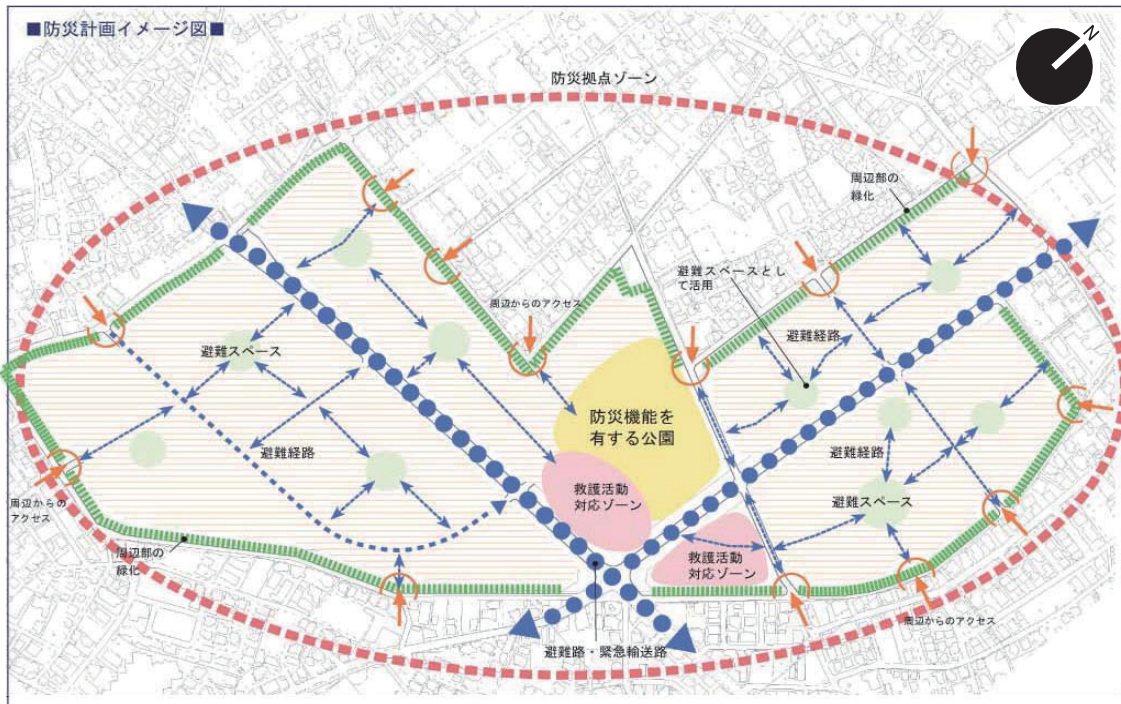 ■防災計画イメージ図■
N
防災拠点ゾーン
周辺部の
緑化
避難スペースとし
て活用
周辺からのアクセス
避難経路
避難スペース
防災機能を
有する公園
避難経路
避難経路
救護活動
対応ゾーン
避難スペース
周辺からの
アクセス
周辺部の
緑化
救護活動
対応ゾーン
周辺からのアクセス
避難路・緊急輸送路